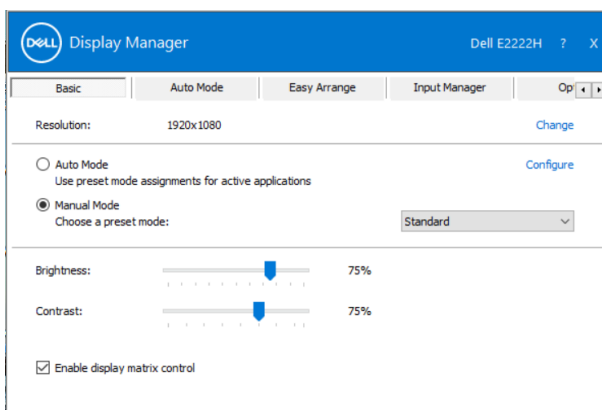 DELL Display Manager Dell E2222H ? X
Basic Auto Mode Easy Arrange Input Manager Op
Resolution: 1920x1080 Change
Auto Mode Configure
Use preset mode assignments for active applications
Manual Mode
Choose a preset mode: Standard
Brightness: 75%
Contrast: 75%
Enable display matrix control